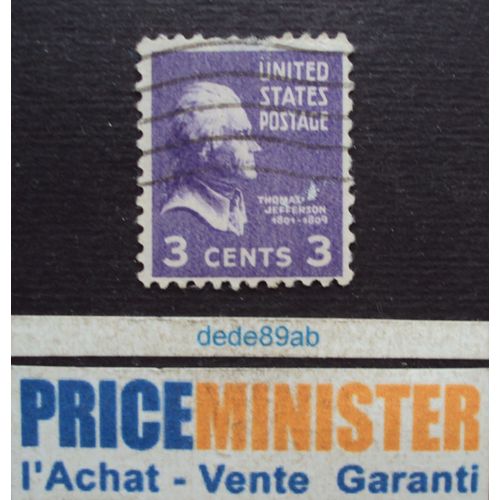 UNITED
STATES
POSTAGE
THOMAS
JEFFERSON
1801-1809
3 CENTS 3
dede89ab
PRICEMINISTER
l'Achat - Vente Garanti